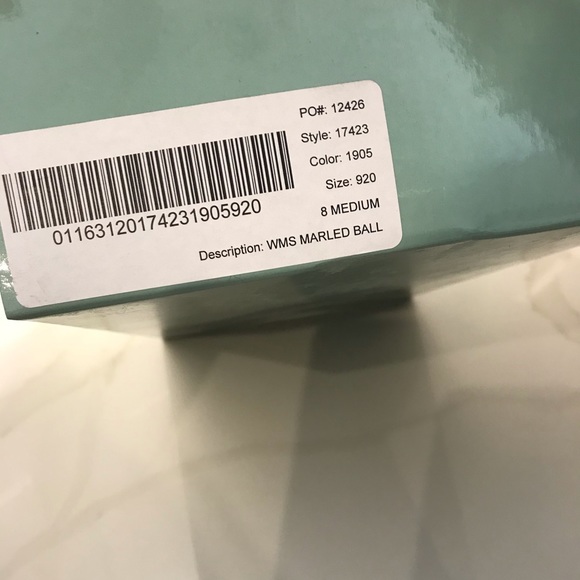 PO#: 12426
Style: 17423
Color: 1905
Size: 920
8 MEDIUM
01163120174231905920
Description: WMS MARLED BALL